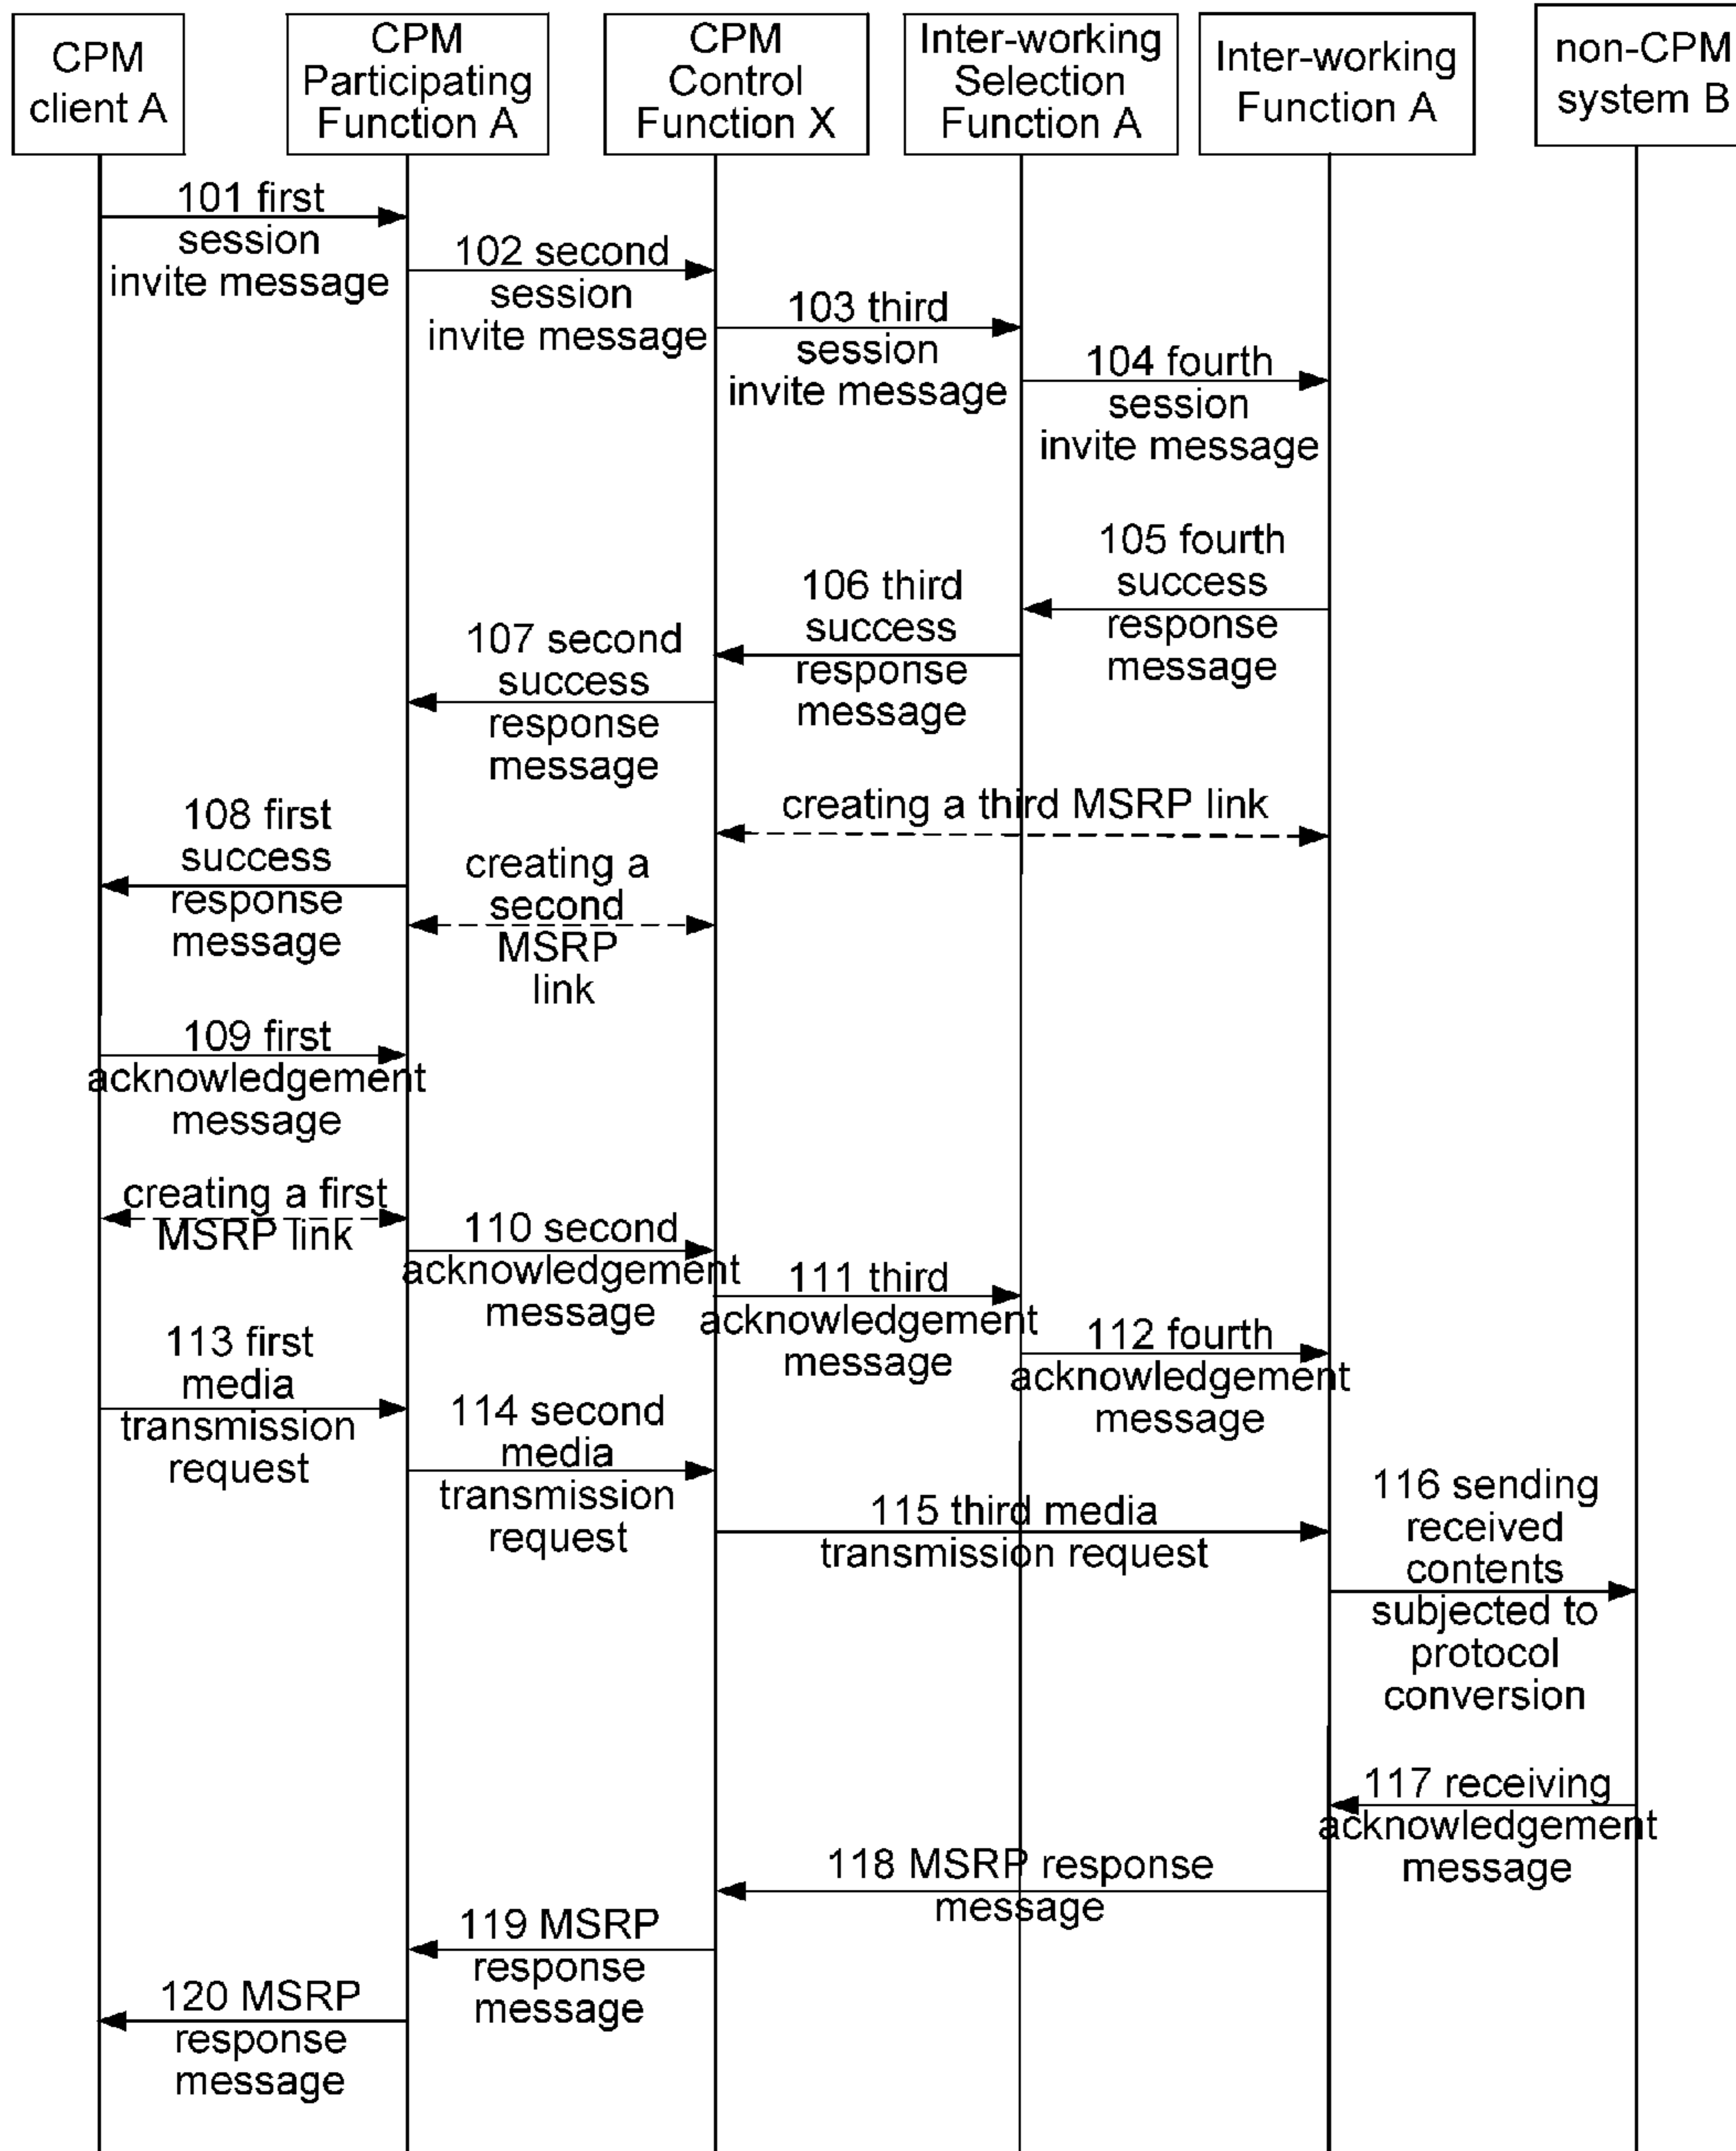 CPM
client A
CPM
Participating
Function A
CPM
Control
Function X
Inter-working
Selection
Function A
Inter-working
Function A
non-CPM
system B
101 first
session
invite message
102 second
session
invite message
103 third
session
invite message
104 fourth
session
invite message
105 fourth
success
response
message
106 third
success
response
message
107 second
success
response
message
creating a third MSRP link
108 first
success
response
message
creating a
second
MSRP
link
109 first
acknowledgement
message
creating a first
MSRP link
110 second
acknowledgement
message
111 third
acknowledgement
message
112 fourth
acknowledgement
message
113 first
media
transmission
request
114 second
media
transmission
request
115 third media
transmission request
116 sending
received
contents
subjected to
protocol
conversion
117 receiving
acknowledgement
message
118 MSRP response
message
119 MSRP
response
message
120 MSRP
response
message